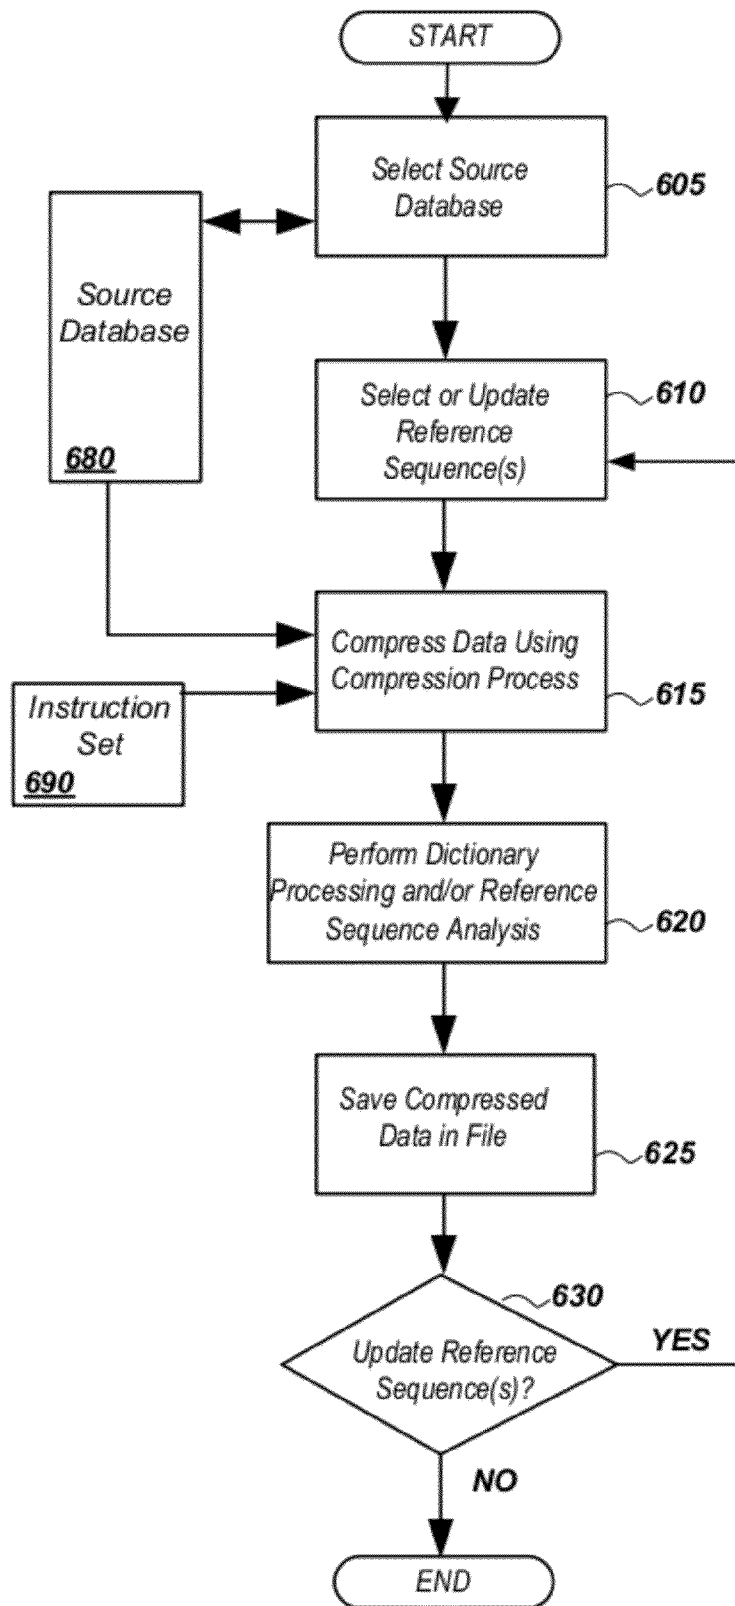 START
Select Source
Database
605
Source
Database
680
Select or Update
Reference
Sequence(s)
610
Compress Data Using
Compression Process
615
Instruction
Set
690
Perform Dictionary
Processing and/or Reference
Sequence Analysis
620
Save Compressed
Data in File
625
630
Update Reference
Sequence(s)?
YES
NO
END